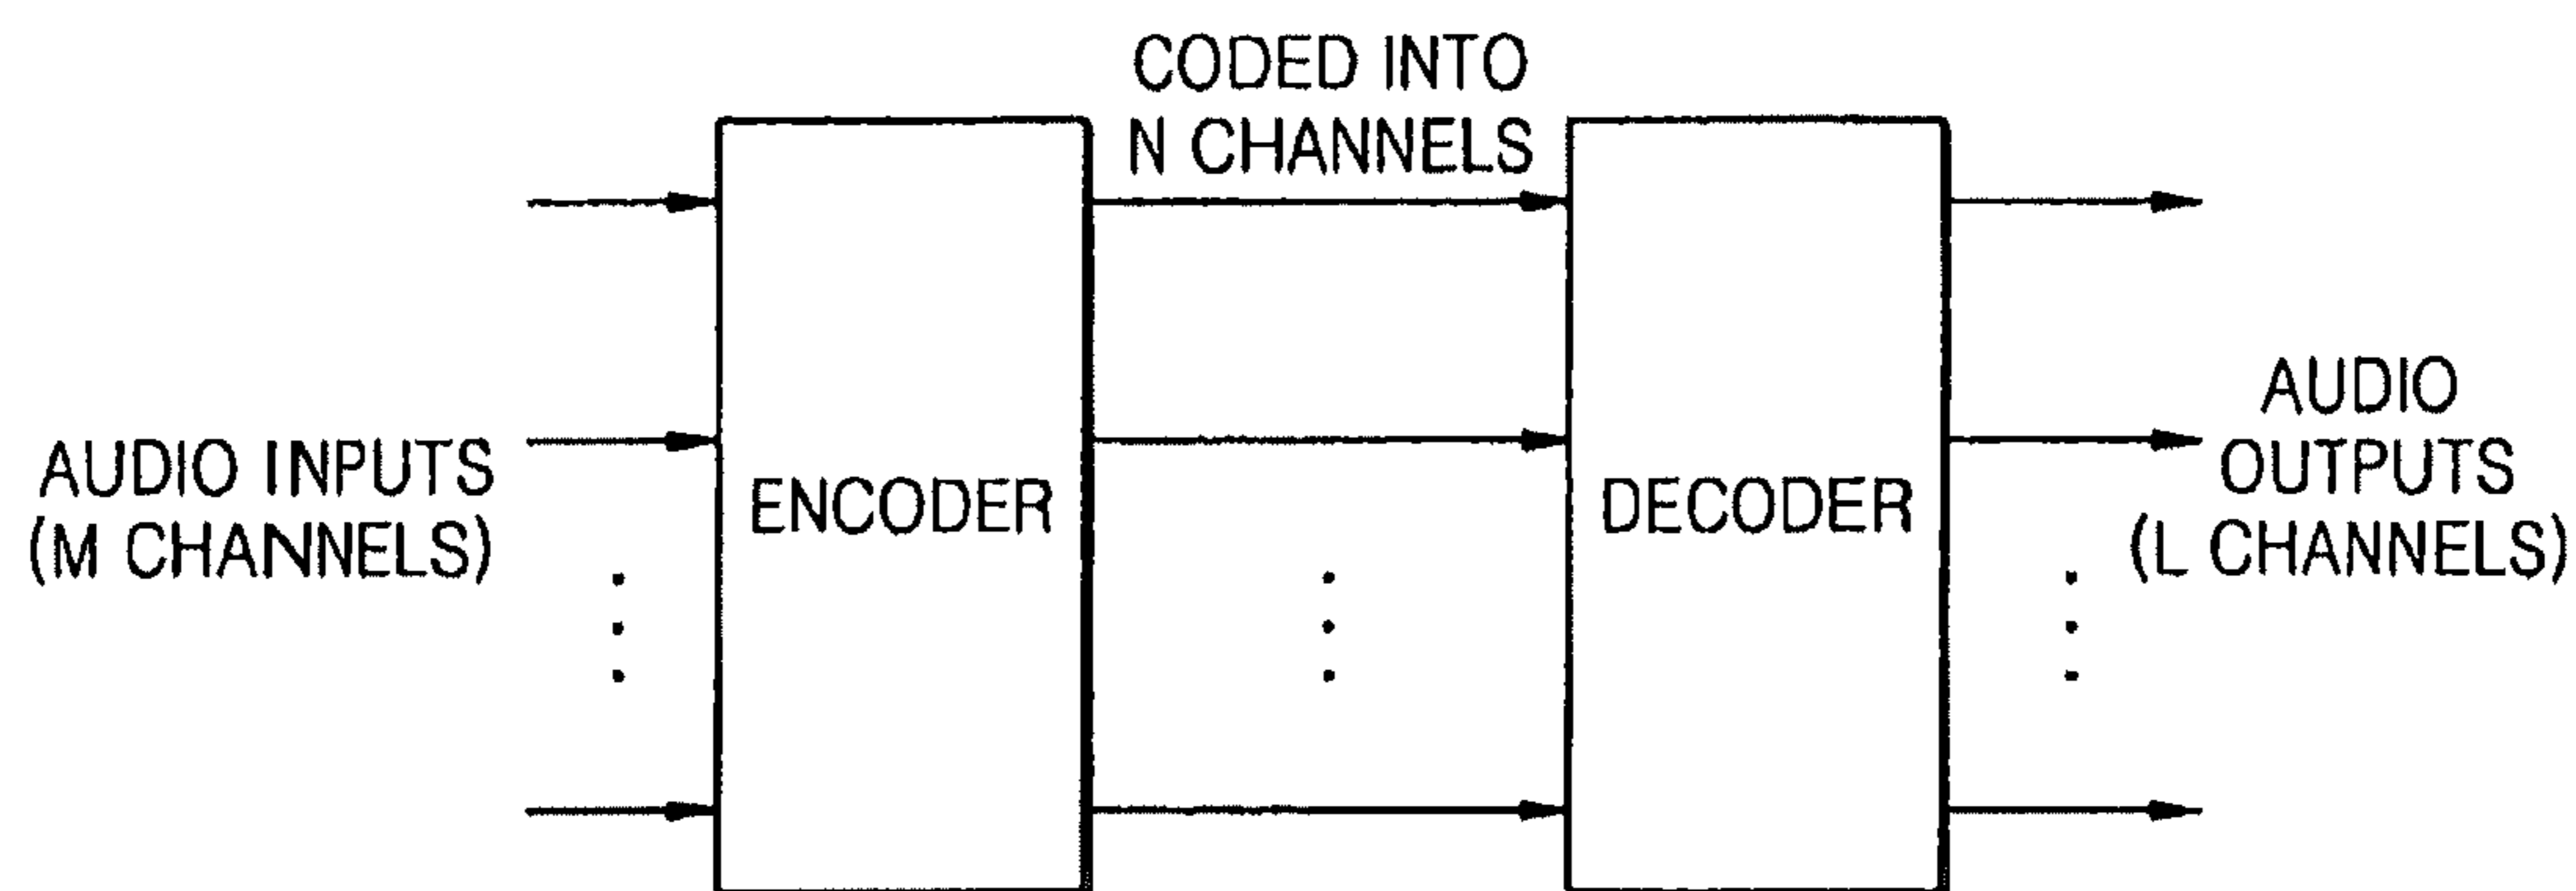 CODED INTO
N CHANNELS
AUDIO INPUTS
(M CHANNELS)
ENCODER
DECODER
AUDIO
OUTPUTS
(L CHANNELS)